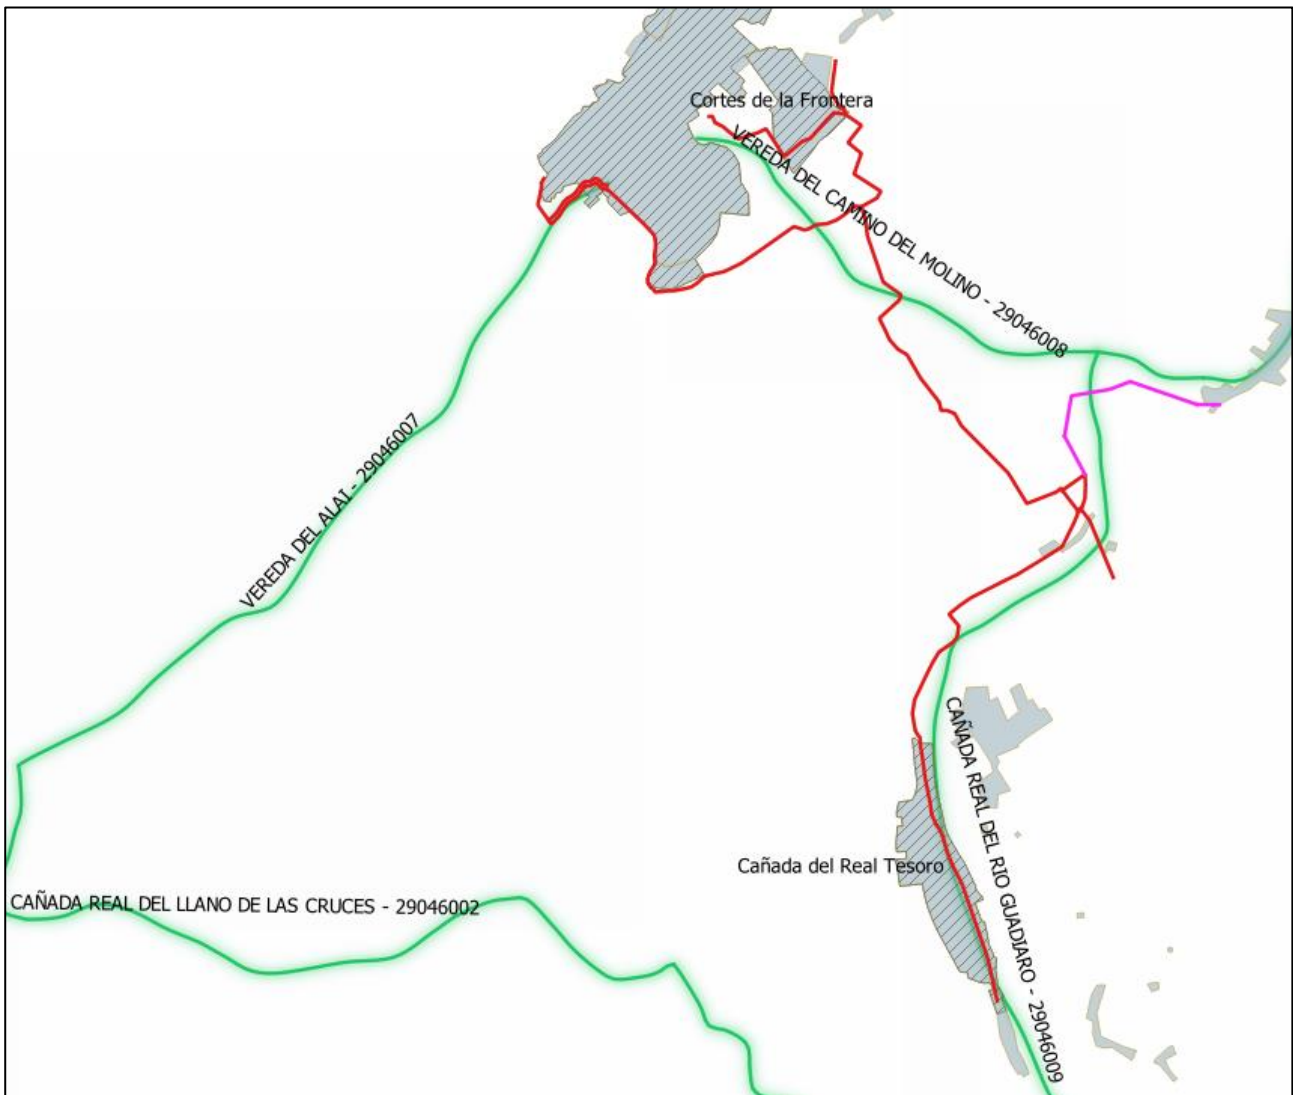 Cortes de la Frontera
VEREDA DEL CAMINO DEL MOLINO - 29046008
VEREDA DEL ALAI - 29046007
CAÑADA REAL DEL RIO GUADIARO - 29046009
Cañada del Real Tesoro
CAÑADA REAL DEL LLANO DE LAS CRUCES - 29046002